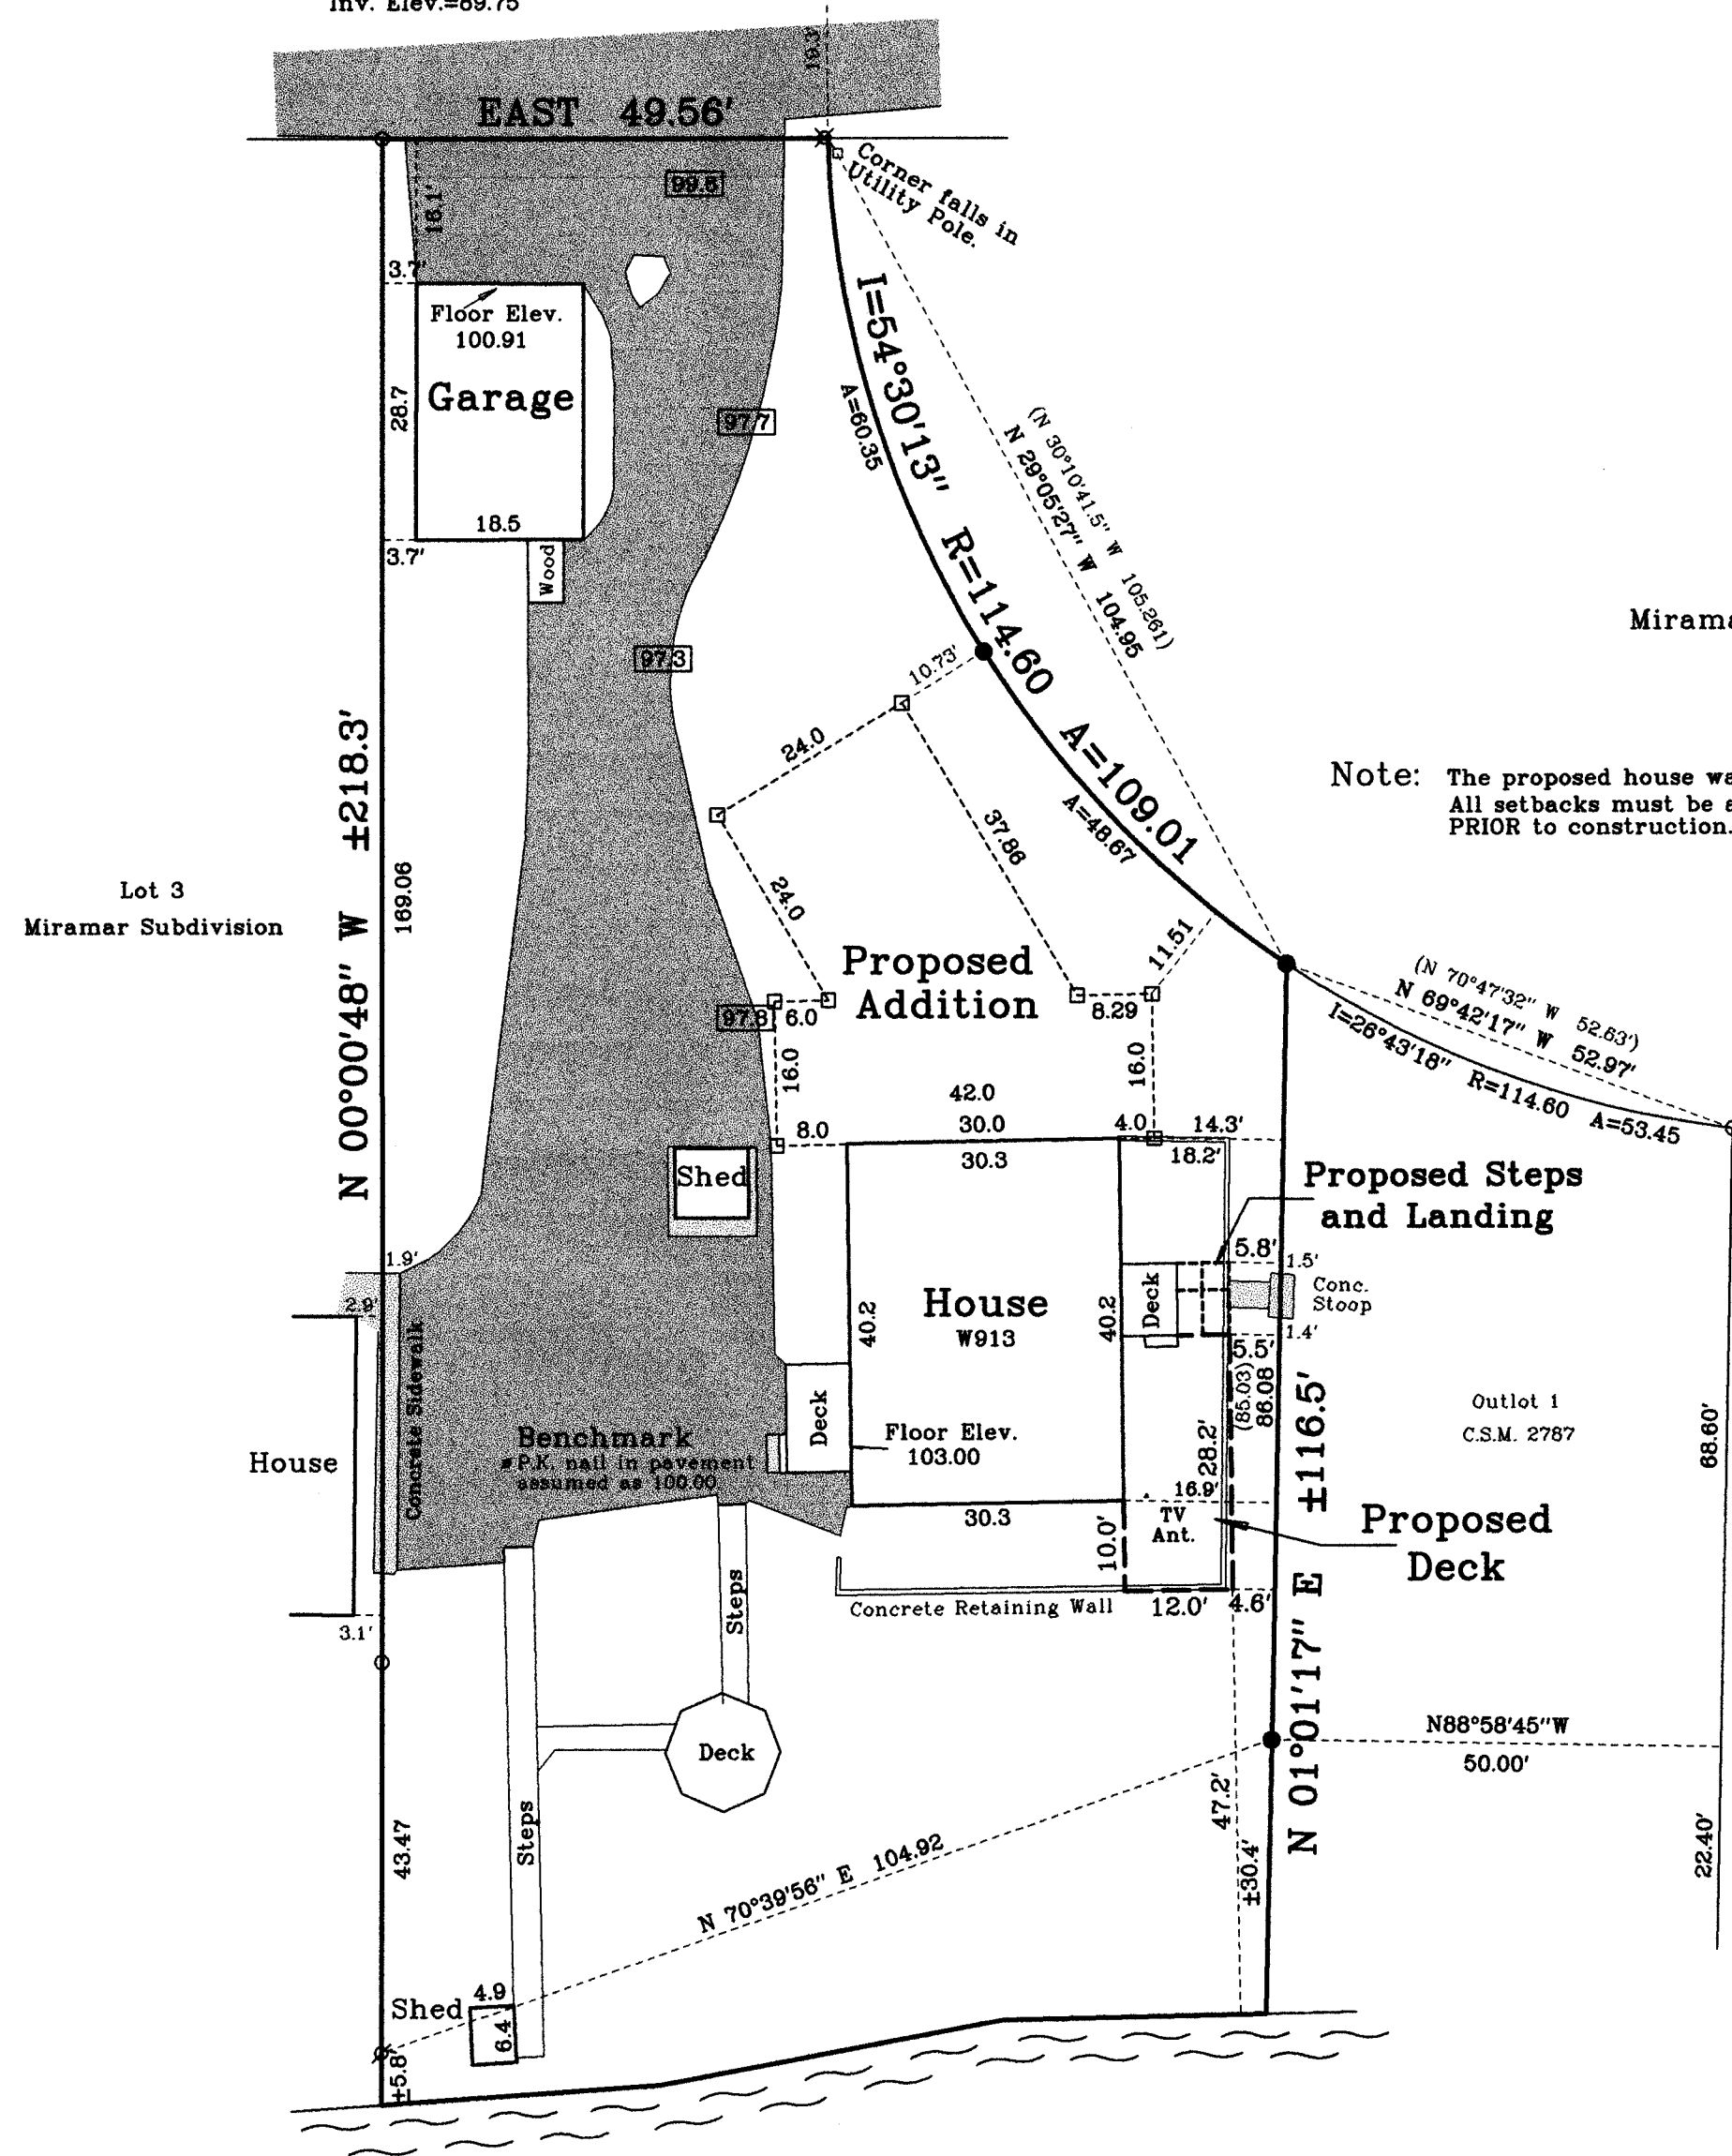 Inv. Elev.=89.75
19.3'
EAST 49.56'
Corner falls in
Utility Pole.
99.8
16.1'
3.7'
Floor Elev.
100.91
Garage
28.7
18.5
3.7'
Wood
97.7
97.3
I=54°30'13" R=114.60 A=109.01
A=60.35
A=48.67
(N 30°10'41.5" W 105.261)
N 29°05'27" W 104.95
Mirama
10.73'
24.0
37.86
24.0
Note: The proposed house wa
All setbacks must be a
PRIOR to construction.
N 00°00'48" W ±218.3'
169.06
Lot 3
Miramar Subdivision
Proposed
Addition
11.51
97.8
6.0
8.29
16.0
16.0
42.0
30.0
8.0
4.0
14.3'
30.3
18.2'
(N 70°47'32" W 52.63')
N 69°42'17" W 52.97'
I=26°43'18" R=114.60 A=53.45
Shed
Proposed Steps
and Landing
5.8'
1.5'
Conc.
Stoop
1.4'
5.5'
1.9'
2.9'
House
W913
40.2
40.2
Deck
Deck
(85.03)
86.08
Concrete Sidewalk
House
Benchmark
P.K. nail in pavement
assumed as 100.00
Floor Elev.
103.00
28.2'
16.9'
TV
Ant.
30.3
10.0'
Proposed
Deck
Outlot 1
C.S.M. 2787
68.60'
N 01°01'17" E ±116.5'
Concrete Retaining Wall
12.0'
4.6'
3.1'
Steps
Deck
Steps
N88°58'45"W
50.00'
47.2'
±30.4'
22.40'
43.47
N 70°39'56" E 104.92
Shed
4.9
6.4
±5.8'